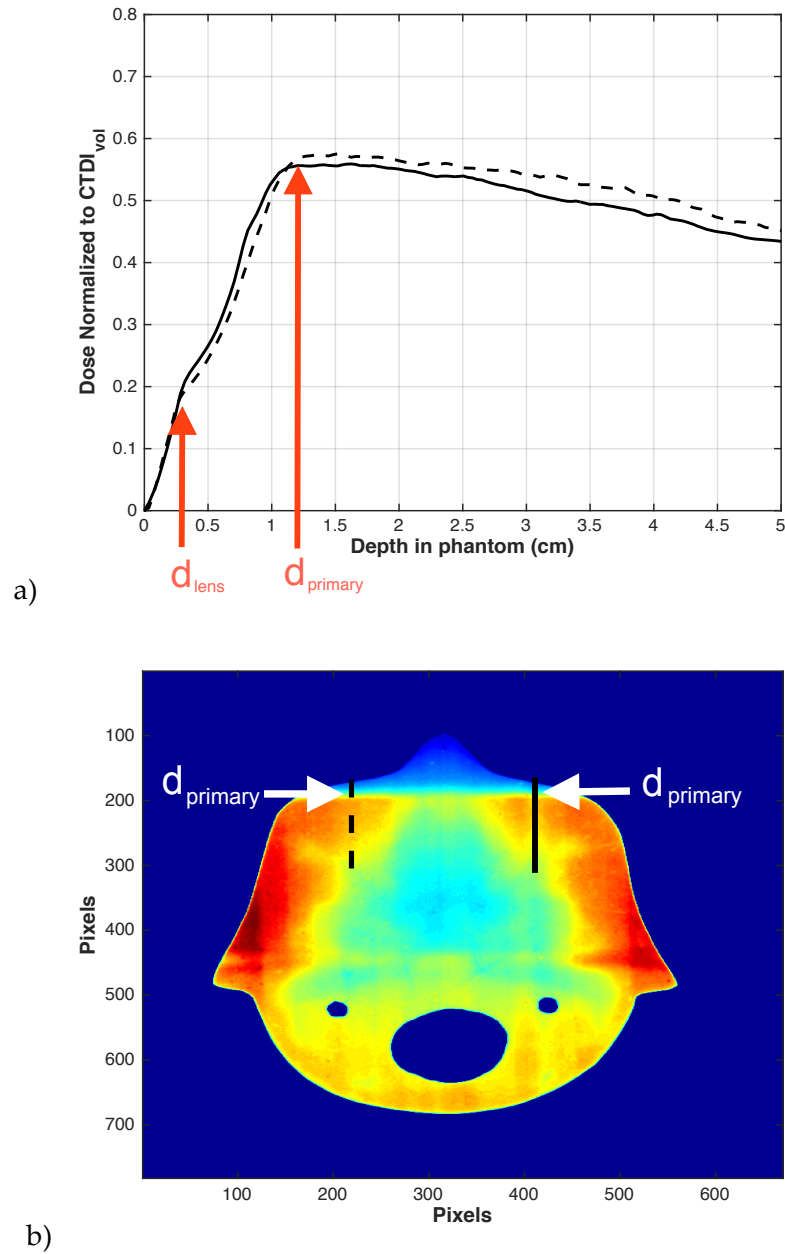 0.8
0.7
0.6
0.5
0.4
0.3
0.2
0.1
0
Dose Normalized to CTDIvol
0 0.5 1 1.5 2 2.5 3 3.5 4 4.5 5
Depth in phantom (cm)
dlens
dprimary
a)
100
200
300
400
500
600
700
Pixels
dprimary
dprimary
100 200 300 400 500 600
Pixels
b)